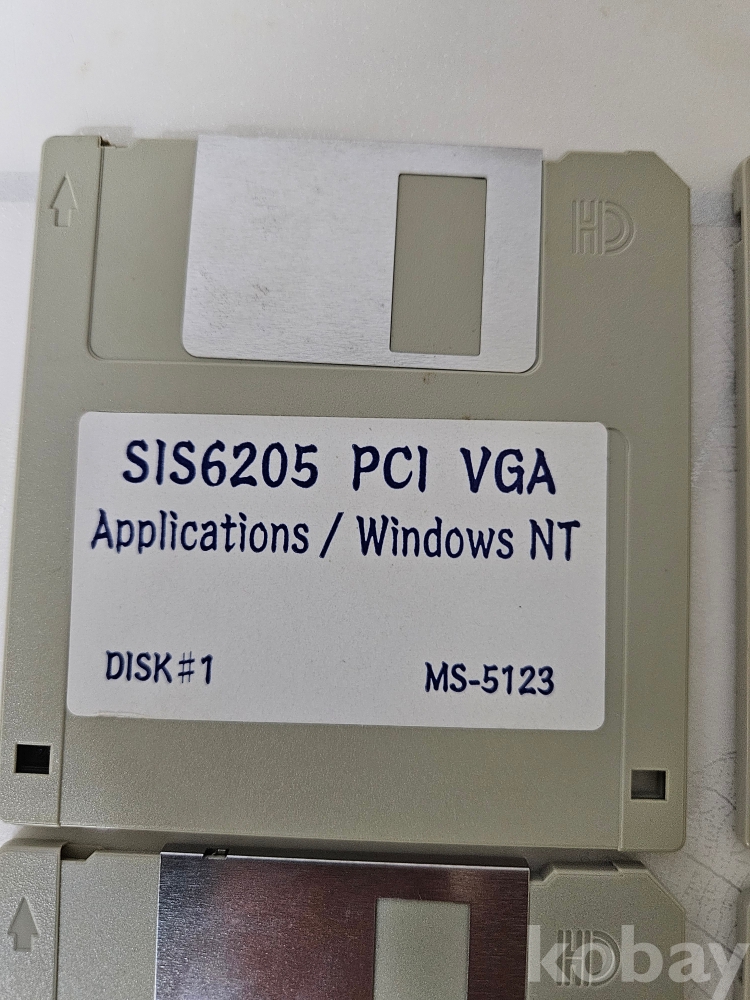 HD
SIS6205 PCI VGA
Applications / Windows NT
DISK#1 MS-5123
HD
kobay